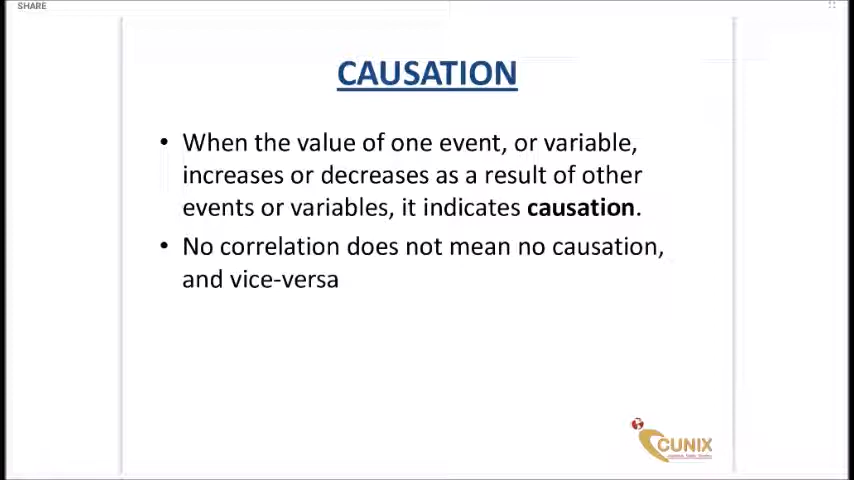 SHARE
CAUSATION
• When the value of one event, or variable,
increases or decreases as a result of other
events or variables, it indicates causation.
• No correlation does not mean no causation,
and vice-versa
CUNIX